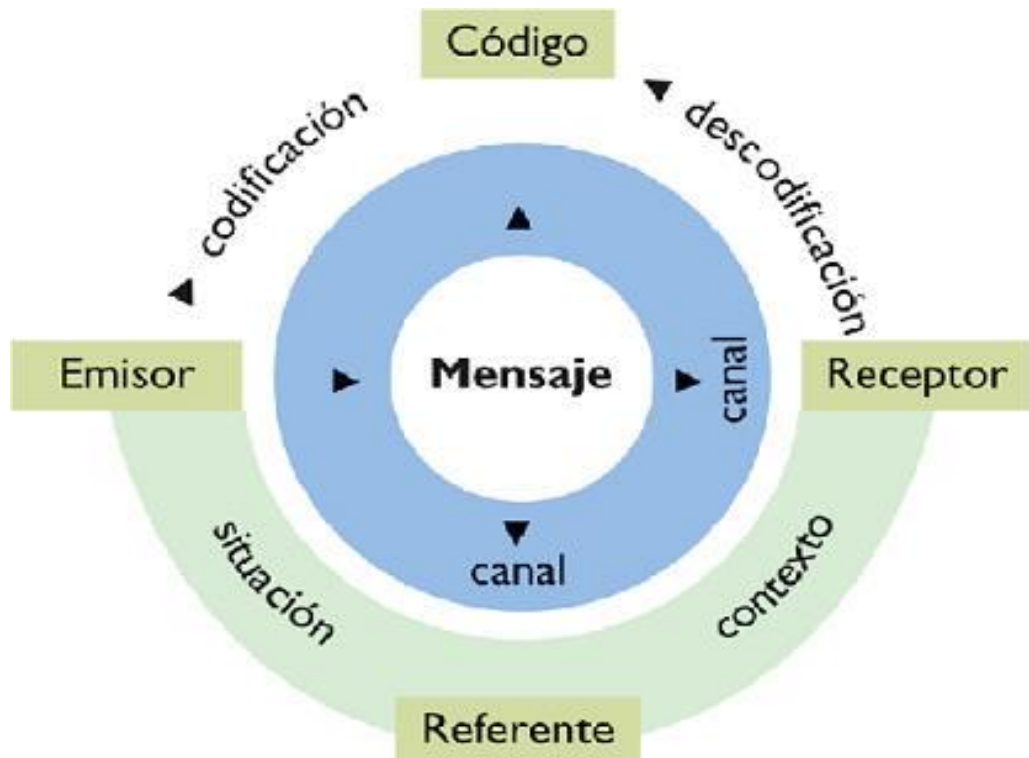 Código
codificación
descodificación
Emisor
Mensaje
canal
Receptor
canal
situación
contexto
Referente